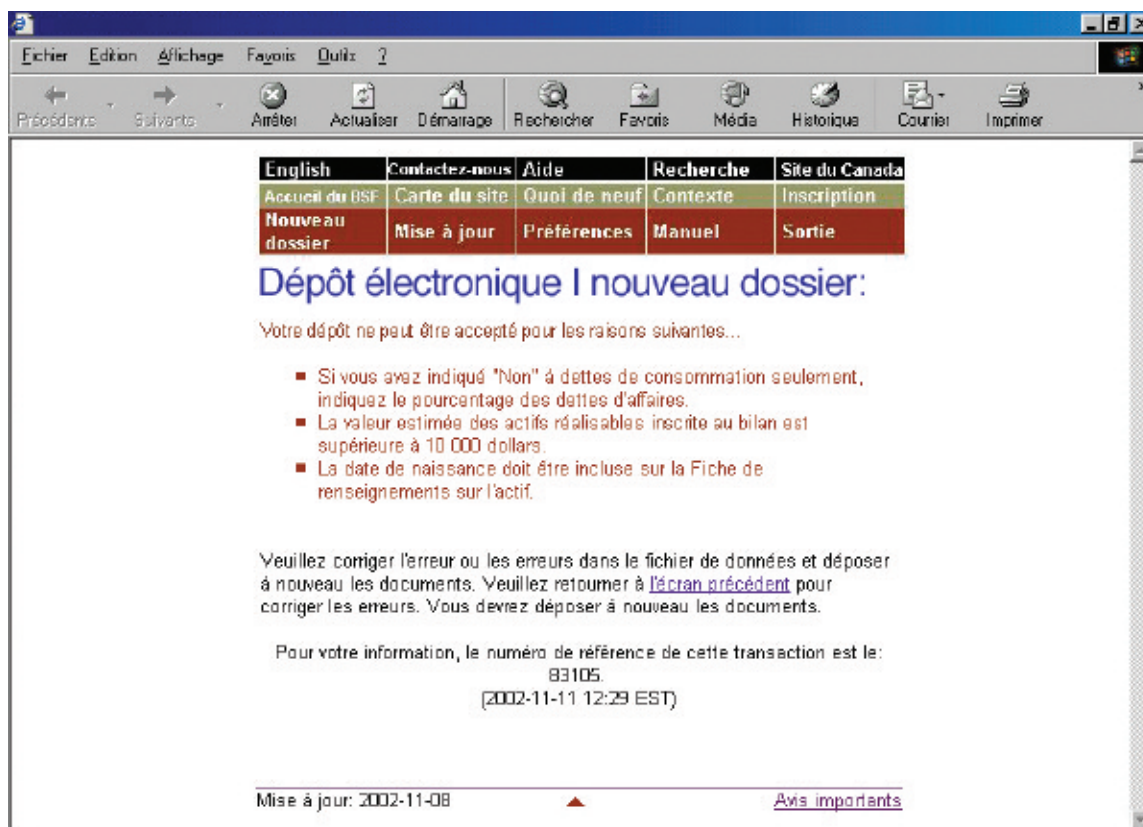 Fichier Edition Affichage Favoris Outils ?
Précédente Suivante Arrêter Actualiser Démarrage Rechercher Favoris Média Historique Courrier Imprimer
English Contactez-nous Aide Recherche Site du Canada
Accueil du BSF Carte du site Quoi de neuf Contexte Inscription
Nouveau dossier Mise à jour Préférences Manuel Sortie
Dépôt électronique I nouveau dossier:
Votre dépôt ne peut être accepté pour les raisons suivantes...
Si vous avez indiqué "Non" à dettes de consommation seulement,
indiquez le pourcentage des dettes d'affaires.
La valeur estimée des actifs réalisables inscrite au bilan est
supérieure à 10 000 dollars.
La date de naissance doit être incluse sur la Fiche de
renseignements sur l'actif.
Veuillez corriger l'erreur ou les erreurs dans le fichier de données et déposer
à nouveau les documents. Veuillez retourner à l'écran précédent pour
corriger les erreurs. Vous devrez déposer à nouveau les documents.
Pour votre information, le numéro de référence de cette transaction est le:
83105.
(2002-11-11 12:29 EST)
Mise à jour: 2002-11-08 Avis importants